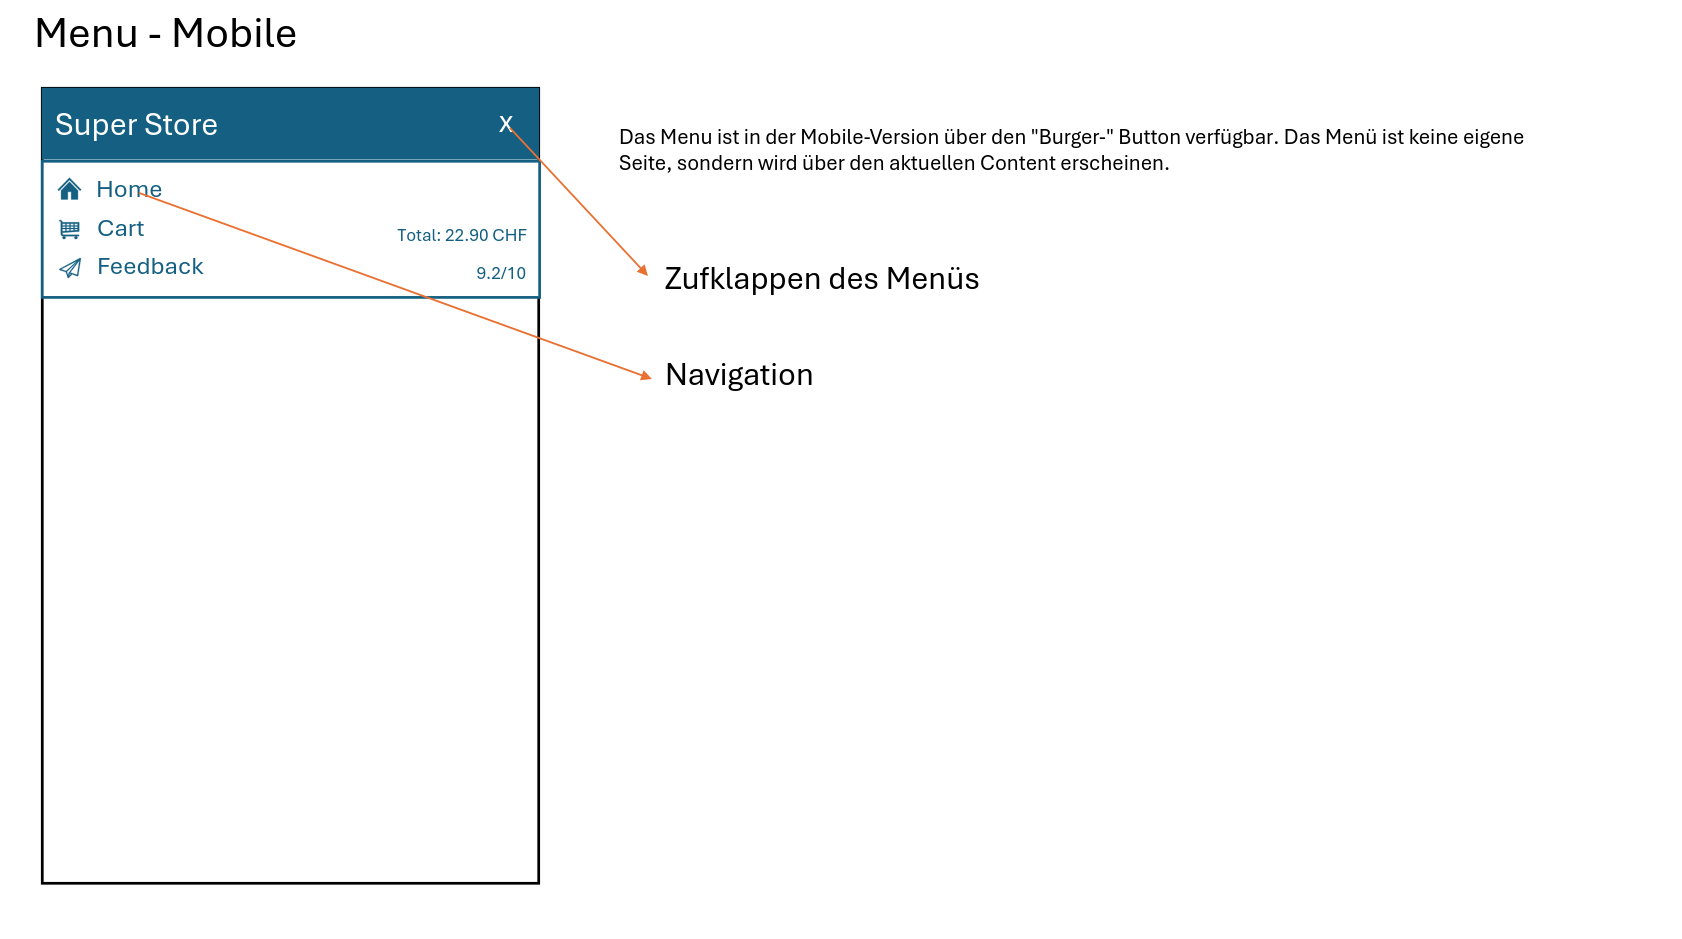 Menu - Mobile
Super Store
X
Das Menu ist in der Mobile-Version über den "Burger-" Button verfügbar. Das Menü ist keine eigene
Seite, sondern wird über den aktuellen Content erscheinen.
Home
Cart
Total: 22.90 CHF
Feedback
9.2/10
Zufklappen des Menüs
Navigation